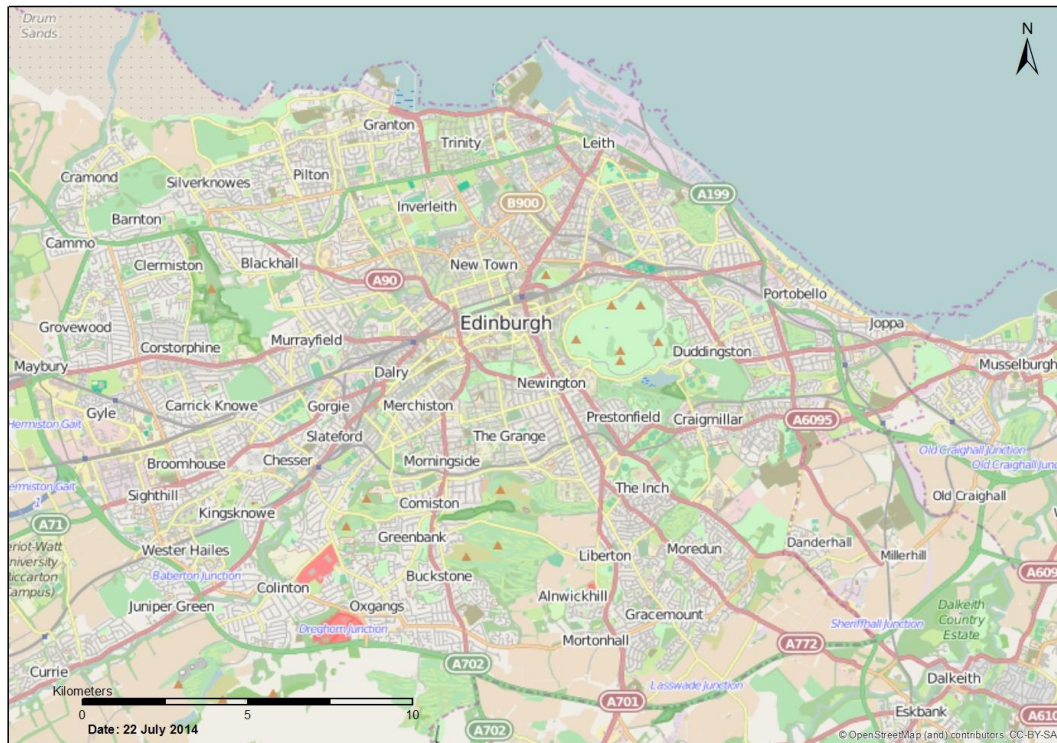 Drum
Sands
N
Granton
Trinity
Leith
Cramond
Silverknowes
Pilton
A199
B900
Inverleith
Barnton
Cammo
Clermiston
Blackhall
New Town
A90
Portobello
Edinburgh
Grovewood
Joppa
Murrayfield
Corstorphine
Duddingston
Maybury
Musselburgh
Dalry
Newington
Carrick Knowe
Gorgie
Merchiston
Gyle
Prestonfield
Craigmillar
A6095
Hermiston Gait
Slateford
The Grange
Old Craighall Junction
Broomhouse
Chesser
Morningside
Old Craighall
The Inch
Sighthill
Comiston
Kingsknowe
A71
Greenbank
Danderhall
Wester Hailes
Liberton
Moredun
Millerhill
University
Baberton Junction
Buckstone
Colinton
Alnwickhill
Juniper Green
Oxgangs
Gracemount
Dalkeith
Country
Estate
Dreghorn Junction
Sheriffhall Junction
Mortonhall
A772
A702
Currie
Lasswade Junction
Dalkeith
Kilometers
0 5 10
A701
Eskbank
Date: 22 July 2014
A702
© OpenStreetMap (and) contributors, CC-BY-SA